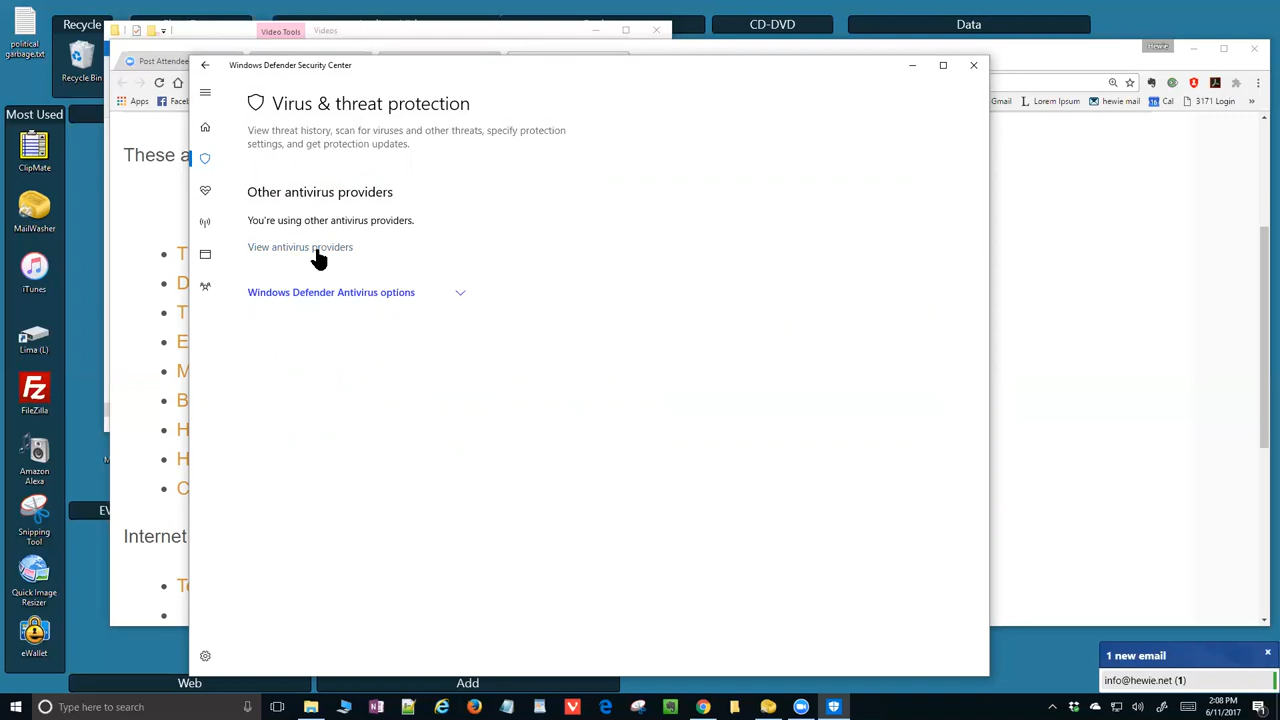 political
garbage.txt
Recycle
Recycle Bin
Video Tools
Videos
CD-DVD
Data
Hewie
Post Attendee
Apps
Gmail
Lorem Ipsum
hewie mail
Cal
3171 Login
Windows Defender Security Center
Most Used
ClipMate
MailWasher
iTunes
Lima (L)
FileZilla
Amazon
Alexa
Snipping
Tool
Quick Image
Resizer
eWallet
These a
Internet
Virus & threat protection
View threat history, scan for viruses and other threats, specify protection
settings, and get protection updates.
Other antivirus providers
You're using other antivirus providers.
View antivirus providers
Windows Defender Antivirus options
1 new email
info@hewie.net (1)
Web
Add
Type here to search
2:08 PM
6/11/2017